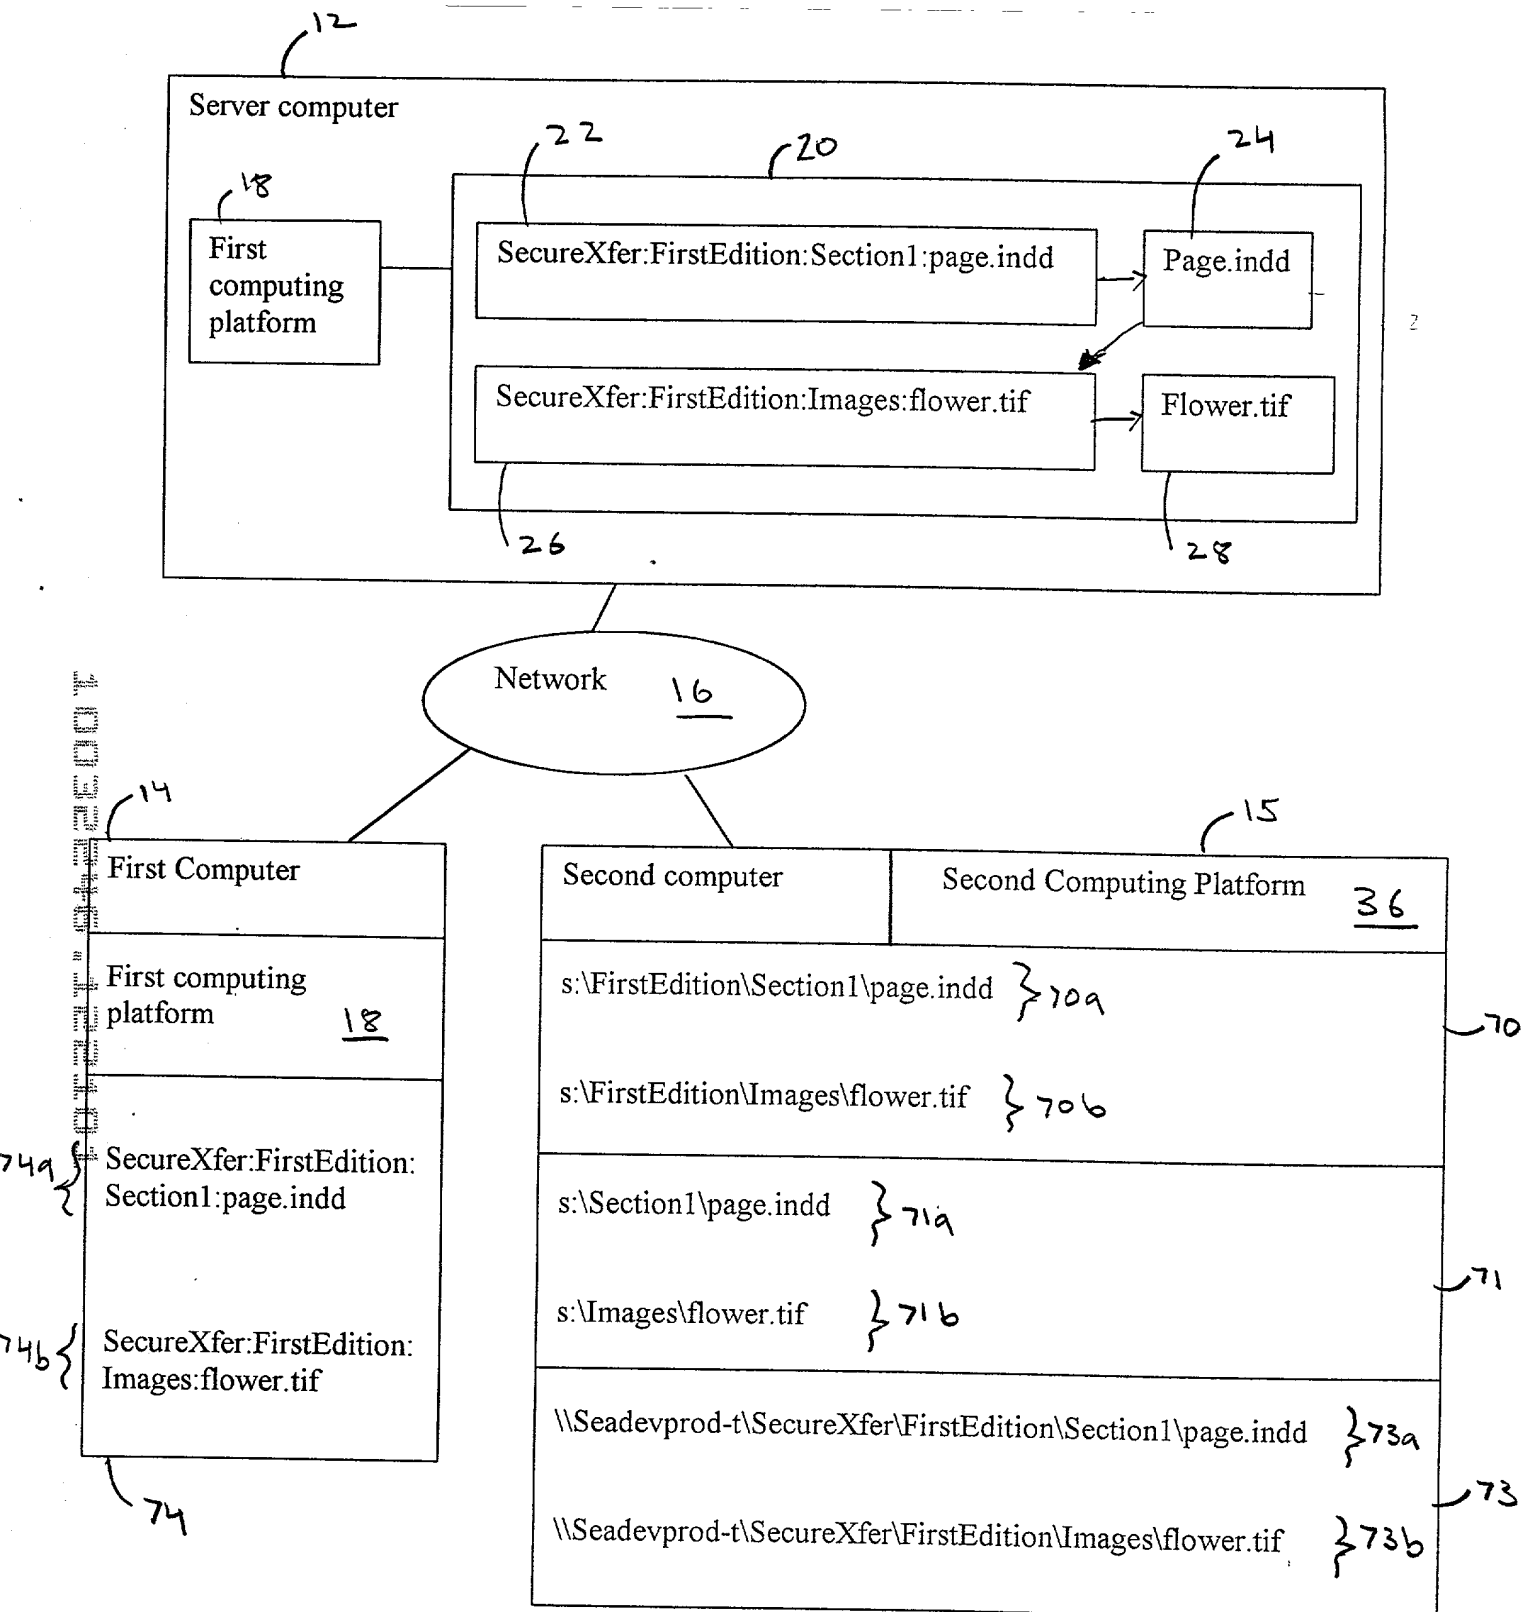 12
Server computer
22
20
24
18
First
computing
platform
SecureXfer:FirstEdition:Section1:page.indd
Page.indd
2
SecureXfer:FirstEdition:Images:flower.tif
Flower.tif
26
28
Network 16
14
15
First Computer
Second computer
Second Computing Platform
36
First computing
platform
18
s:\FirstEdition\Section1\page.indd
70a
70
s:\FirstEdition\Images\flower.tif
70b
74a
SecureXfer:FirstEdition:
Section1:page.indd
s:\Section1\page.indd
71a
71
s:\Images\flower.tif
71b
74b
SecureXfer:FirstEdition:
Images:flower.tif
\\Seadevprod-t\SecureXfer\FirstEdition\Section1\page.indd
73a
73
74
\\Seadevprod-t\SecureXfer\FirstEdition\Images\flower.tif
73b